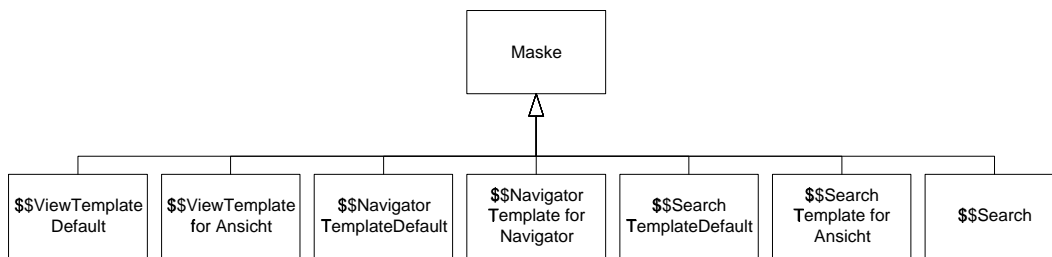 Maske
$$ViewTemplate
Default
$$ViewTemplate
for Ansicht
$$Navigator
TemplateDefault
$$Navigator
Template for
Navigator
$$Search
TemplateDefault
$$Search
Template for
Ansicht
$$Search